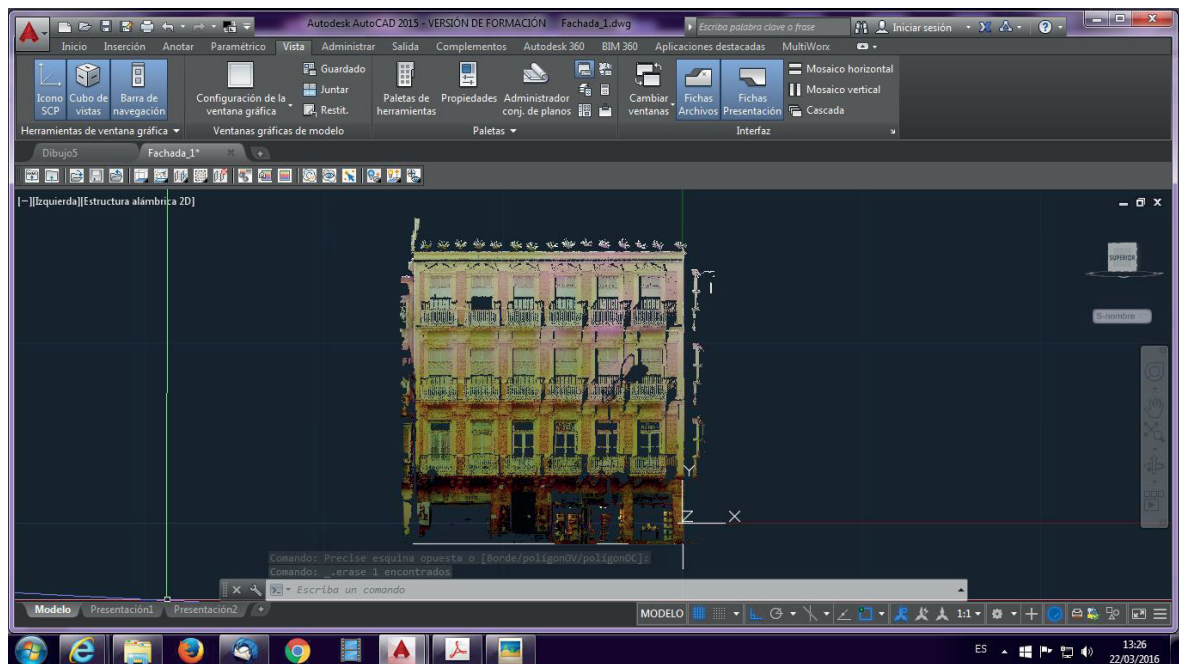 Autodesk AutoCAD 2015 - VERSIÓN DE FORMACIÓN Fachada_1.dwg
Escriba palabra clave o frase
Iniciar sesión
Inicio Inserción Anotar Paramétrico Vista Administrar Salida Complementos Autodesk 360 BIM 360 Aplicaciones destacadas MultiWorx
Icono SCP
Cubo de vistas
Barra de navegación
Configuración de la ventana gráfica
Guardado
Juntar
Restit.
Paletas de herramientas
Propiedades
Administrador conj. de planos
Cambiar ventanas
Fichas Archivos
Fichas Presentación
Mosaico horizontal
Mosaico vertical
Cascada
Herramientas de ventana gráfica
Ventanas gráficas de modelo
Paletas
Interfaz
Dibujo5
Fachada_1*
[−][Izquierda][Estructura alámbrica 2D]
SUPERIOR
S-nombre
Y
Z X
Comando: Precise esquina opuesta o [Borde/polígonOV/polígonOC]:
Comando: _.erase 1 encontrados
Escriba un comando
Modelo Presentación1 Presentación2 +
MODELO
1:1
ES
13:26
22/03/2016